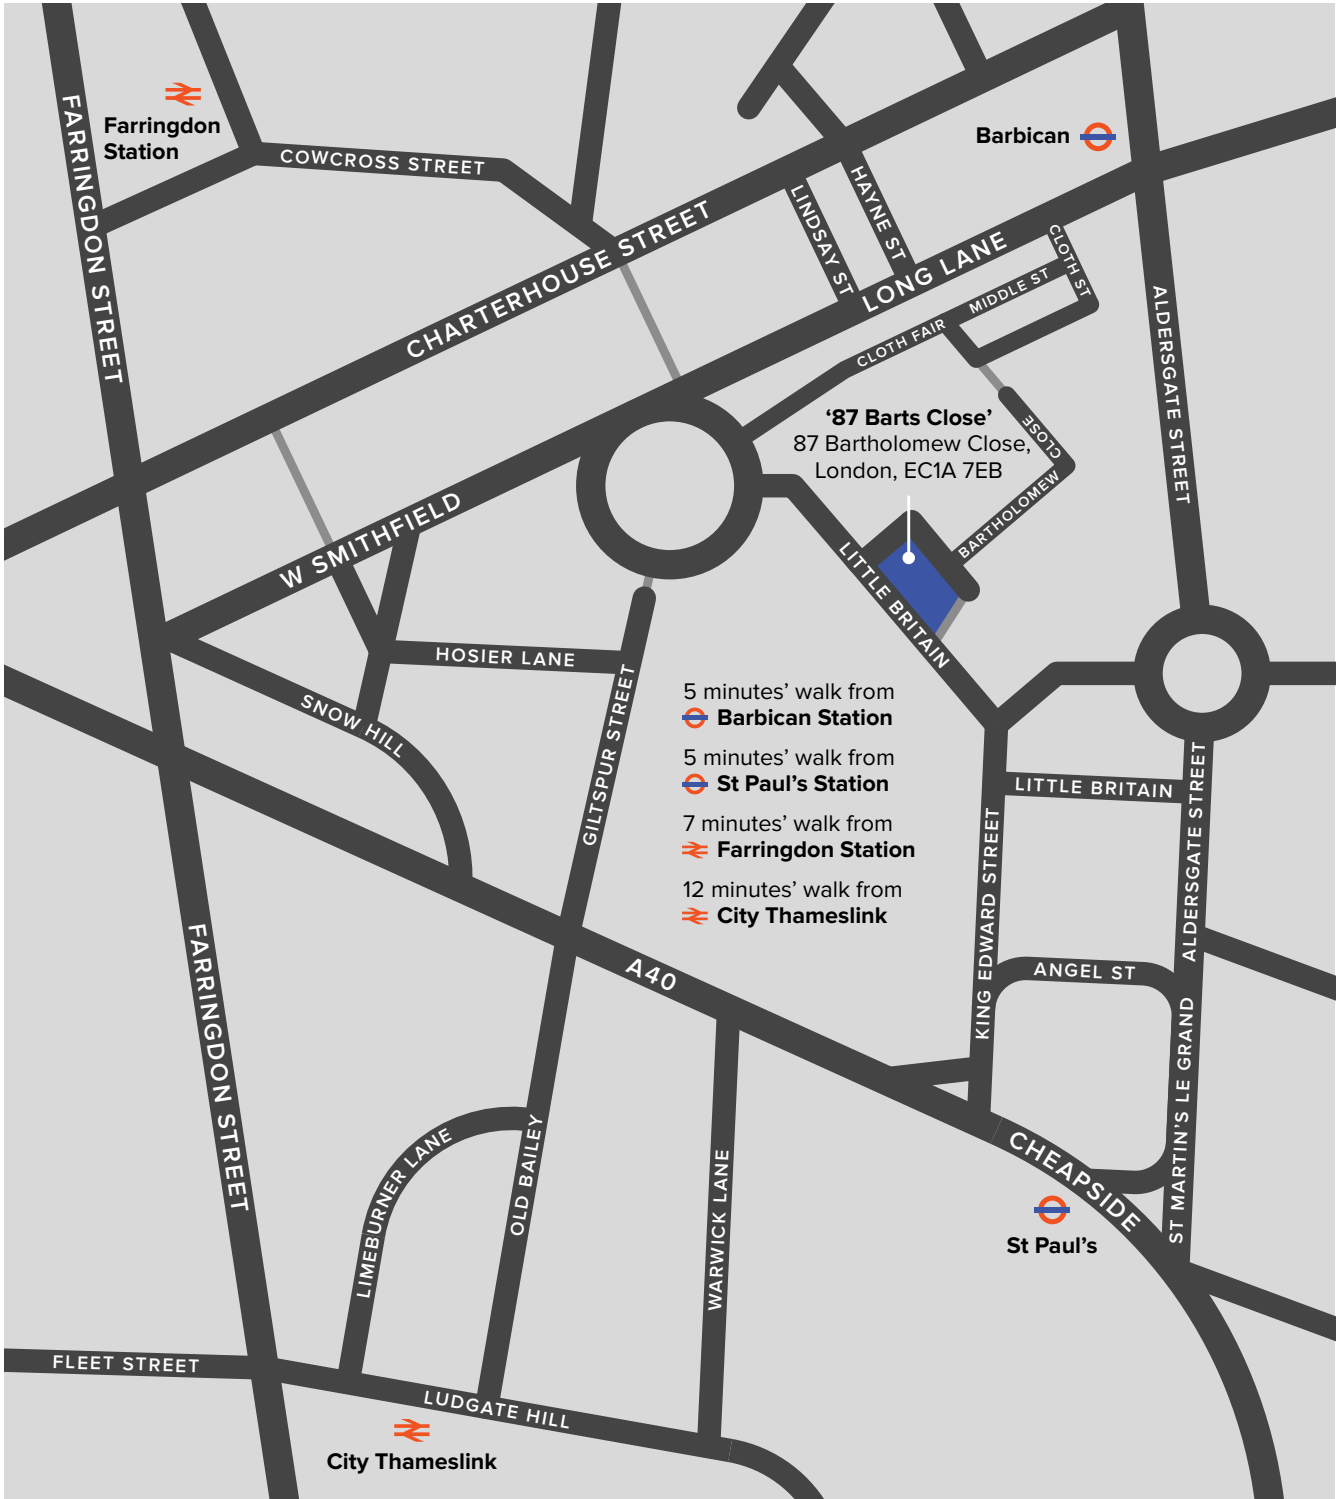 FARRINGDON STREET
Farringdon
Station
COWCROSS STREET
CHARTERHOUSE STREET
LINDSAY ST
HAYNE ST
Barbican
LONG LANE
CLOTH ST
MIDDLE ST
CLOTH FAIR
ALDERSGATE STREET
‘87 Barts Close’
87 Bartholomew Close,
London, EC1A 7EB
CLOSE
BARTHOLOMEW
W SMITHFIELD
LITTLE BRITAIN
HOSIER LANE
SNOW HILL
GILTSPUR STREET
5 minutes’ walk from
Barbican Station
5 minutes’ walk from
St Paul’s Station
7 minutes’ walk from
Farringdon Station
12 minutes’ walk from
City Thameslink
LITTLE BRITAIN
KING EDWARD STREET
ALDERSGATE STREET
ANGEL ST
A40
FARRINGDON STREET
ST MARTIN’S LE GRAND
CHEAPSIDE
St Paul’s
LIMEBURNER LANE
OLD BAILEY
WARWICK LANE
FLEET STREET
LUDGATE HILL
City Thameslink